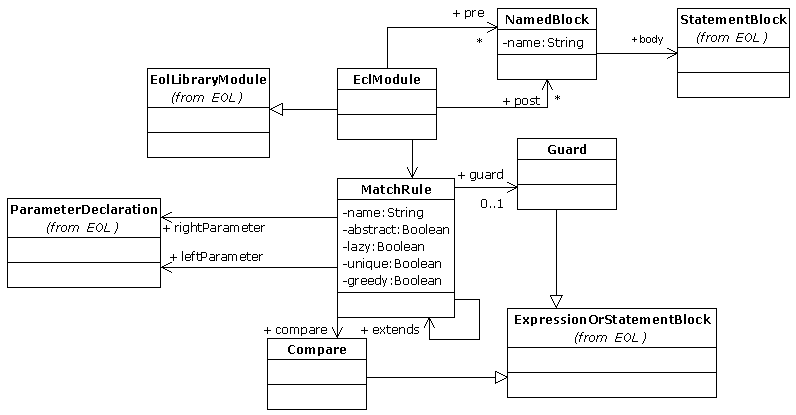 + pre
*
NamedBlock
-name:String
+body
StatementBlock
(from EOL)
EolLibraryModule
(from EOL)
EclModule
+ post
*
MatchRule
-name:String
-abstract:Boolean
-lazy:Boolean
-unique:Boolean
-greedy:Boolean
+ guard
0..1
Guard
ParameterDeclaration
(from EOL)
+ rightParameter
+ leftParameter
+ compare
+ extends
Compare
ExpressionOrStatementBlock
(from EOL)